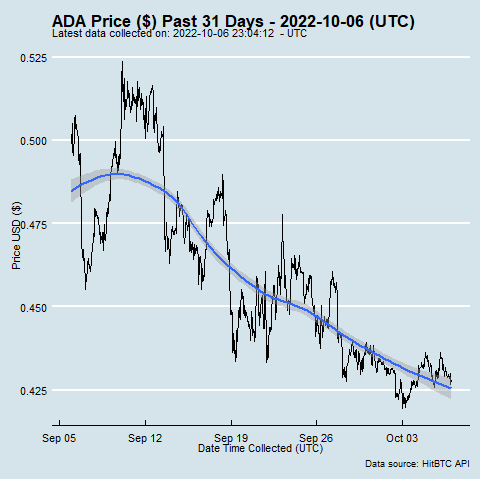 ADA Price ($) Past 31 Days - 2022-10-06 (UTC)
Latest data collected on: 2022-10-06 23:04:12  - UTC
0.525
0.500
0.475
0.450
0.425
Price USD ($)
Sep 05 Sep 12 Sep 19 Sep 26 Oct 03
Date Time Collected (UTC)
Data source: HitBTC API